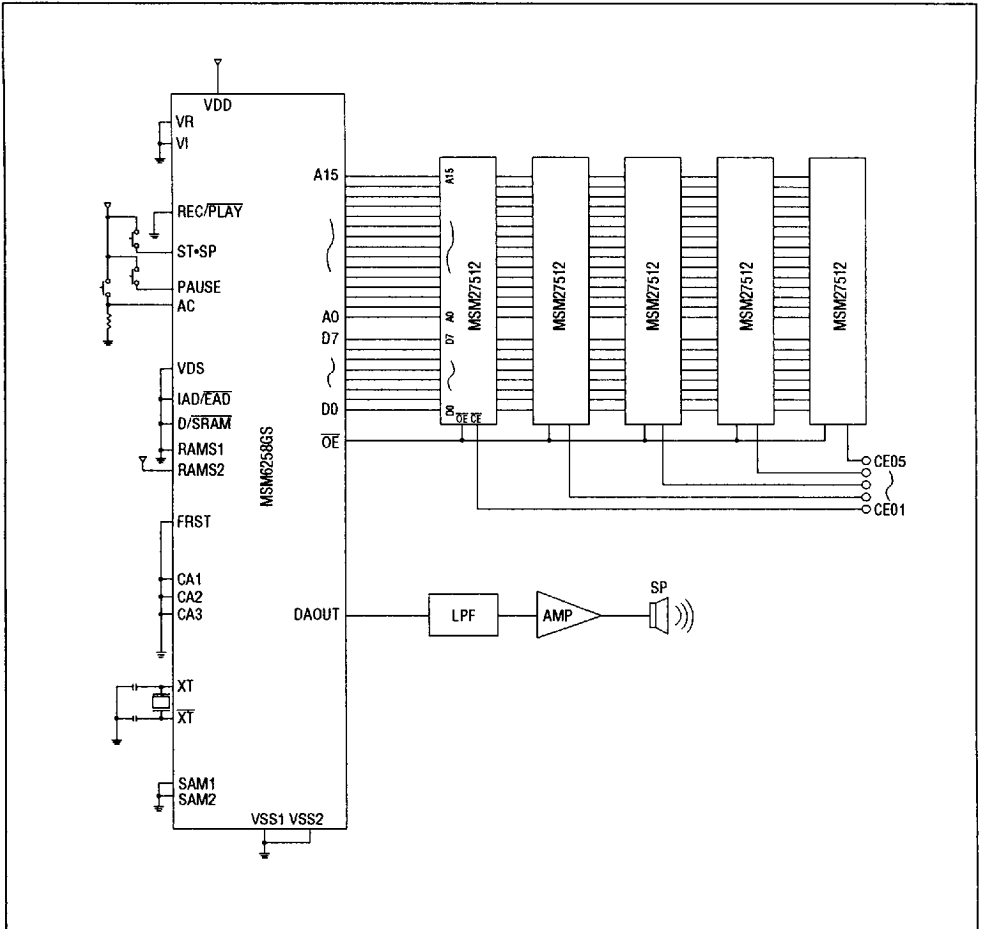 VDD
VR
VI
REC/PLAY
ST•SP
PAUSE
AC
VDS
IAD/EAD
D/SRAM
RAMS1
RAMS2
FRST
CA1
CA2
CA3
XT
XT
SAM1
SAM2
VSS1 VSS2
MSM6258GS
A15
A0
D7
D0
OE
DAOUT
A15
A0
D7
D0
OE CE
MSM27512
MSM27512
MSM27512
MSM27512
MSM27512
CE05
CE01
LPF
AMP
SP